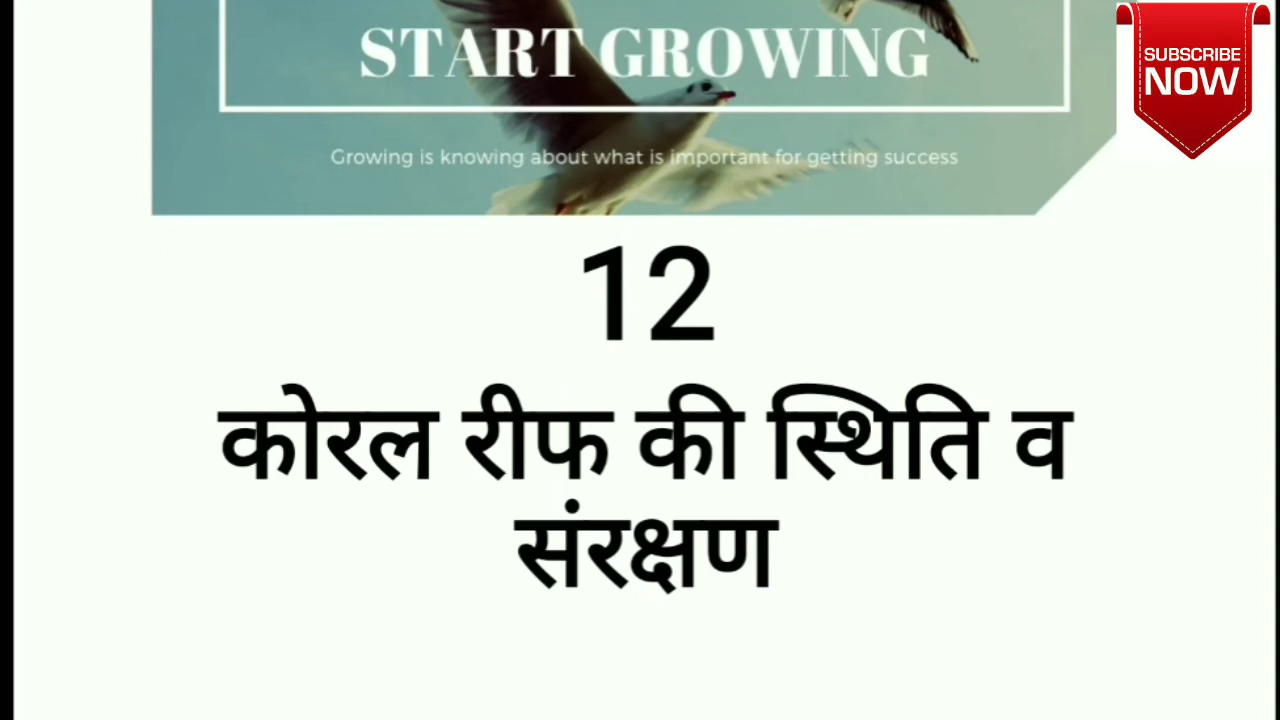 START GROWING
SUBSCRIBE
NOW
Growing is knowing about what is important for getting success
12
कोरल रीफ की स्थिति व
संरक्षण